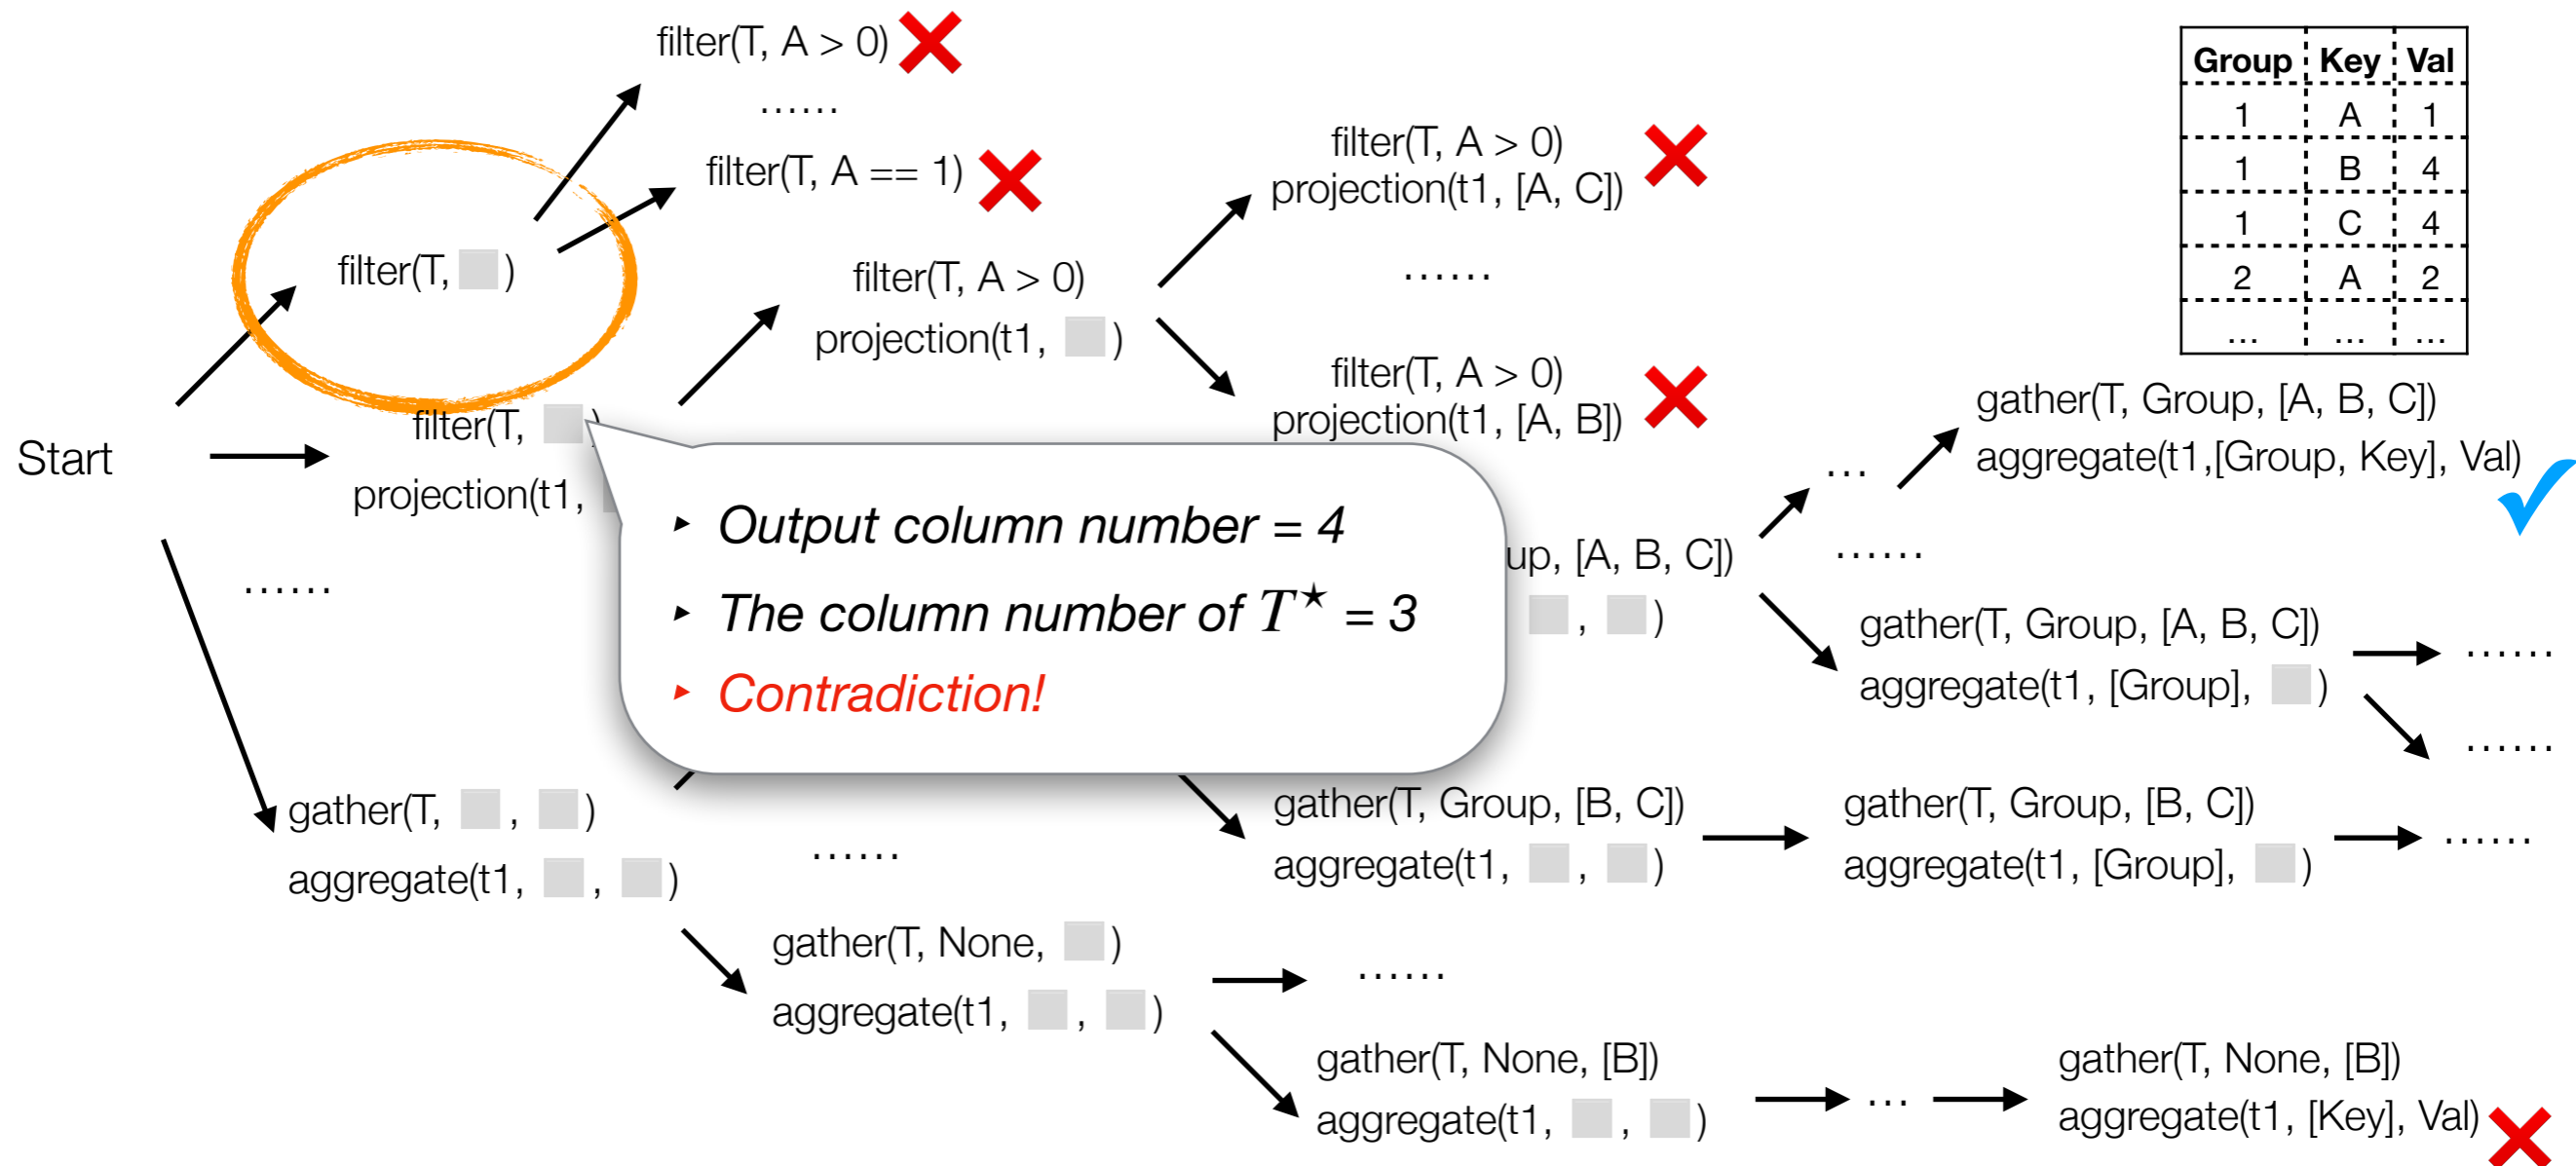 filter(T, A > 0)
......
filter(T, A == 1)
filter(T, )
filter(T, A > 0)
projection(t1, )
filter(T, A > 0)
projection(t1, [A, C])
......
filter(T, A > 0)
projection(t1, [A, B])
Group Key Val
1 A 1
1 B 4
1 C 4
2 A 2
... ... ...
Start
filter(T, )
projection(t1,
......
Output column number = 4
The column number of T★ = 3
Contradiction!
up, [A, B, C])
, )
...
gather(T, Group, [A, B, C])
aggregate(t1,[Group, Key], Val)
......
gather(T, Group, [A, B, C])
aggregate(t1, [Group], )
......
......
gather(T, , )
aggregate(t1, , )
......
gather(T, Group, [B, C])
aggregate(t1, , )
gather(T, Group, [B, C])
aggregate(t1, [Group], )
......
gather(T, None, )
aggregate(t1, , )
......
gather(T, None, [B])
aggregate(t1, , )
...
gather(T, None, [B])
aggregate(t1, [Key], Val)